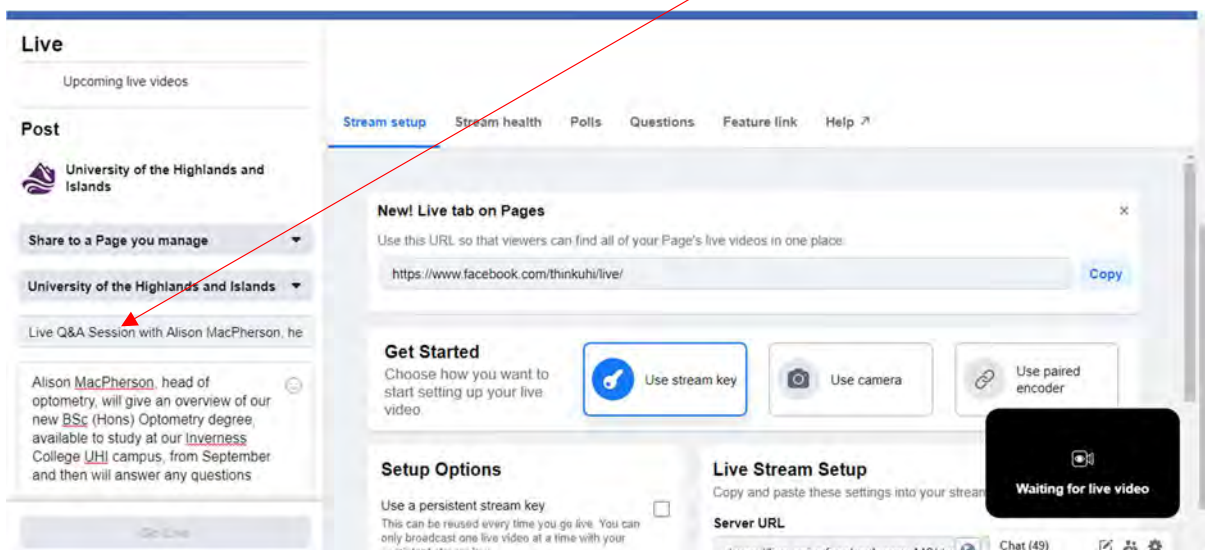 Live
Upcoming live videos
Post
University of the Highlands and
Islands
Share to a Page you manage
University of the Highlands and Islands
Live Q&A Session with Alison MacPherson, he
Alison MacPherson, head of
optometry, will give an overview of our
new BSc (Hons) Optometry degree,
available to study at our Inverness
College UHI campus, from September
and then will answer any questions
Go Live
Stream setup Stream health Polls Questions Feature link Help
New! Live tab on Pages
Use this URL so that viewers can find all of your Page's live videos in one place.
https://www.facebook.com/thinkuhi/live/
Copy
Get Started
Choose how you want to
start setting up your live
video.
Use stream key
Use camera
Use paired
encoder
Setup Options
Use a persistent stream key
This can be reused every time you go live. You can
only broadcast one live video at a time with your
Live Stream Setup
Copy and paste these settings into your strean
Server URL
Waiting for live video
Chat (49)